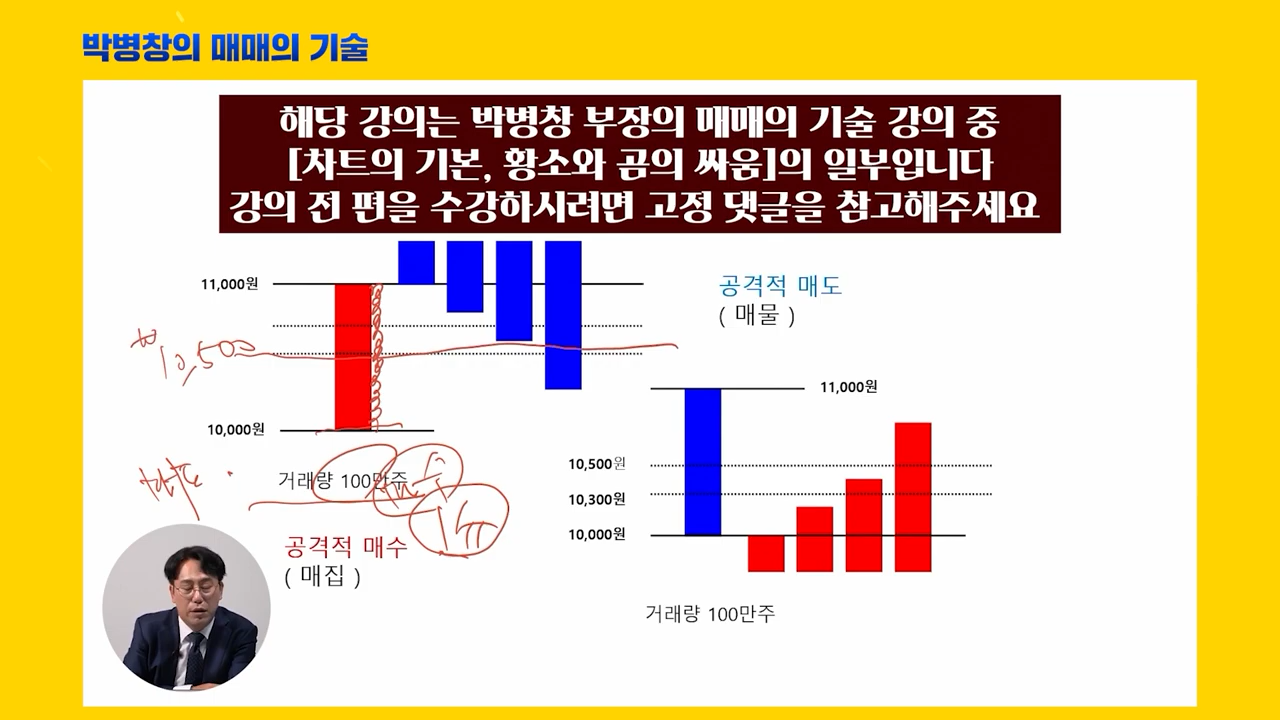 박병창의 매매의 기술
해당 강의는 박병창 부장의 매매의 기술 강의 중
[차트의 기본, 황소와 곰의 싸움]의 일부입니다
강의 전 편을 수강하시려면 고정 댓글을 참고해주세요
11,000원
₩10,500
10,000원
거래량 100만주
공격적 매수
( 매집 )
공격적 매도
( 매물 )
11,000원
10,500원
10,300원
10,000원
거래량 100만주